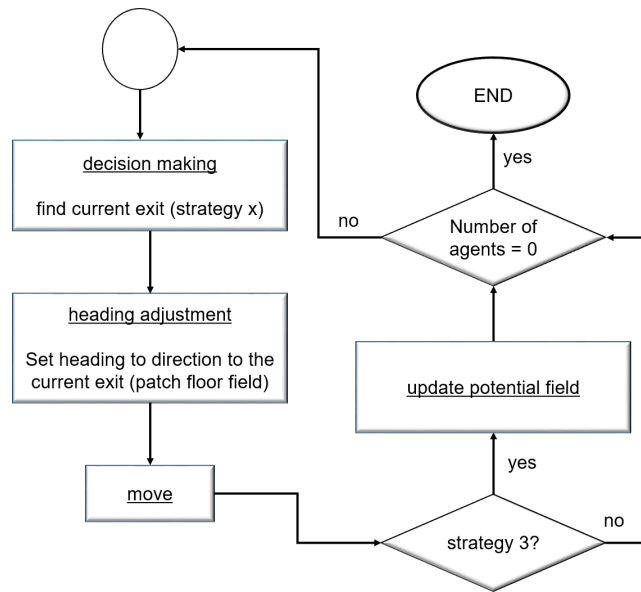 decision making
find current exit (strategy x)
heading adjustment
Set heading to direction to the
current exit (patch floor field)
move
strategy 3?
yes
no
update potential field
Number of
agents = 0
no
yes
END